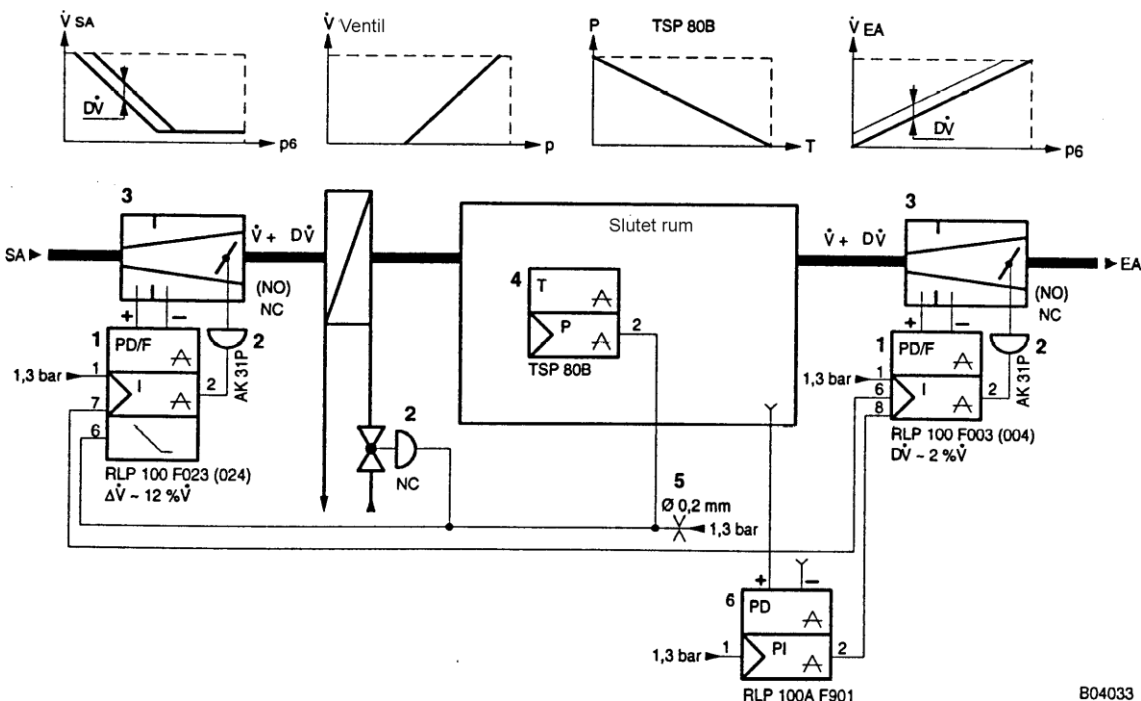 V̇ SA
V̇ Ventil
P TSP 80B
V̇ EA
DV̇
DV̇
p6
p
T
p6
3
3
Slutet rum
V̇ + DV̇
V̇ + DV̇
SA
EA
4
T
(NO)
NC
(NO)
NC
P
2
TSP 80B
+ −
+ −
1
PD/F
2
1
PD/F
2
AK 31P
AK 31P
1,3 bar
1
I
2
1,3 bar
1
6
8
I
2
7
6
2
NC
RLP 100 F023 (024)
ΔV̇ ~ 12 %V̇
RLP 100 F003 (004)
DV̇ ~ 2 %V̇
5
Ø 0,2 mm
1,3 bar
+ −
6
PD
1,3 bar
1
PI
2
RLP 100A F901
B04033